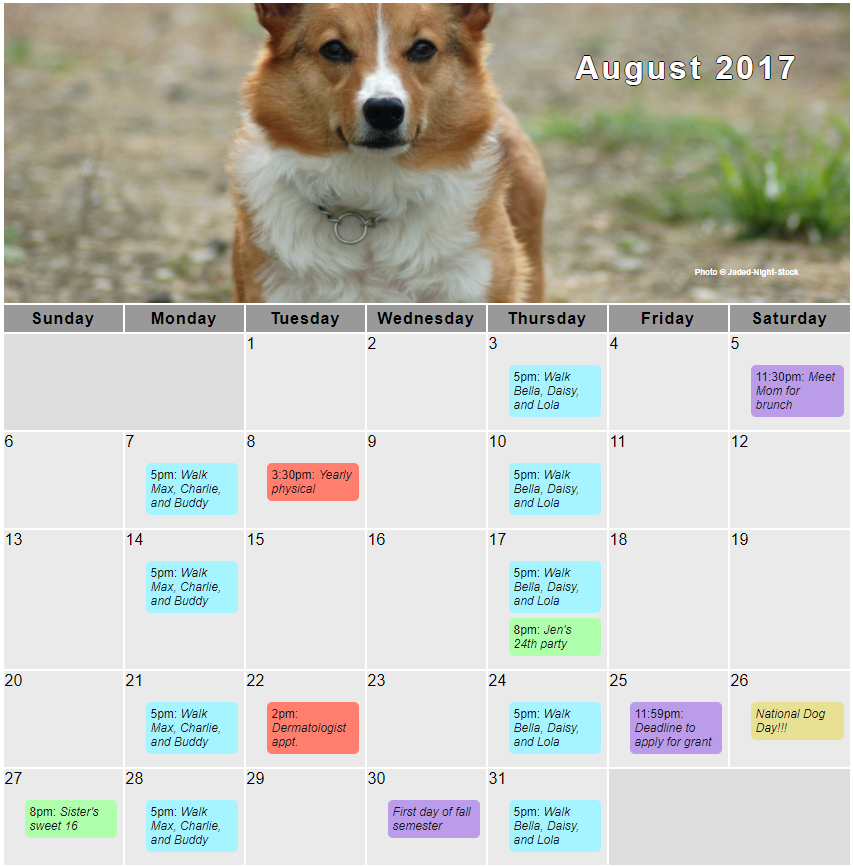 August 2017
Photo © Jaded-Night-Stock
Sunday Monday Tuesday Wednesday Thursday Friday Saturday
1 2 3 4 5
5pm: Walk
Bella, Daisy,
and Lola
11:30pm: Meet
Mom for
brunch
6 7 8 9 10 11 12
5pm: Walk
Max, Charlie,
and Buddy
3:30pm: Yearly
physical
5pm: Walk
Bella, Daisy,
and Lola
13 14 15 16 17 18 19
5pm: Walk
Max, Charlie,
and Buddy
5pm: Walk
Bella, Daisy,
and Lola
8pm: Jen's
24th party
20 21 22 23 24 25 26
5pm: Walk
Max, Charlie,
and Buddy
2pm:
Dermatologist
appt.
5pm: Walk
Bella, Daisy,
and Lola
11:59pm:
Deadline to
apply for grant
National Dog
Day!!!
27 28 29 30 31
8pm: Sister's
sweet 16
5pm: Walk
Max, Charlie,
and Buddy
First day of fall
semester
5pm: Walk
Bella, Daisy,
and Lola